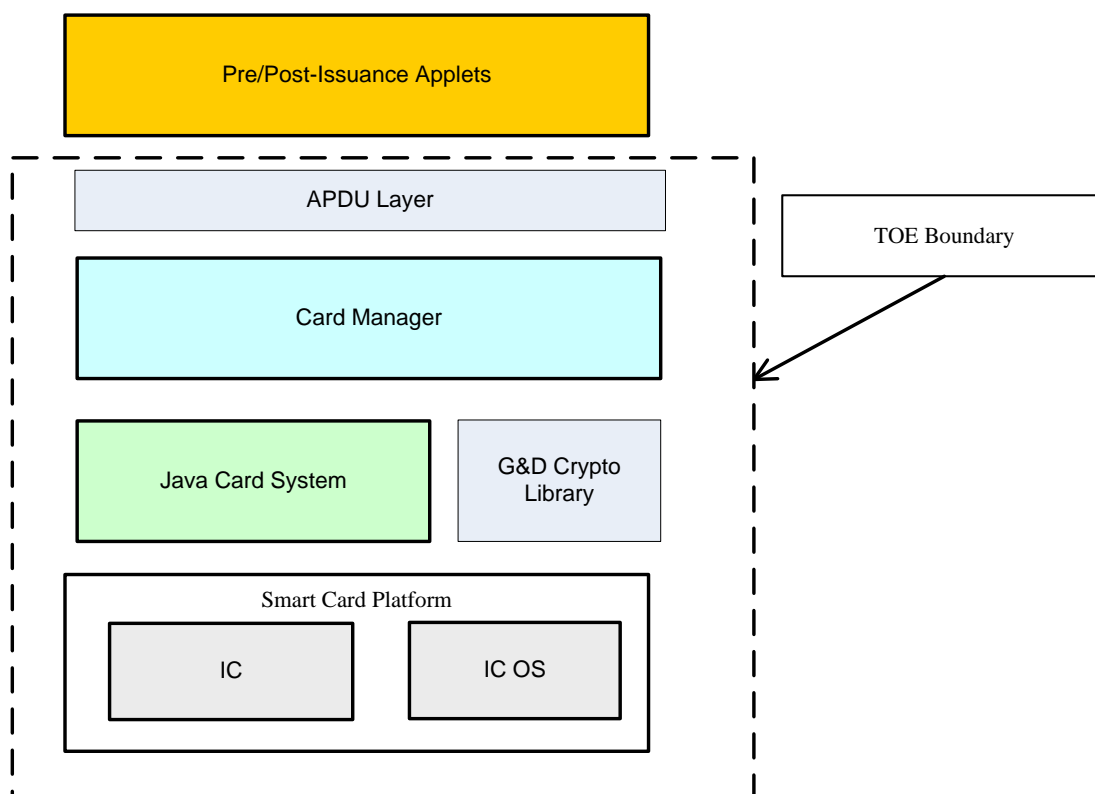 Pre/Post-Issuance Applets
APDU Layer
TOE Boundary
Card Manager
Java Card System
G&D Crypto
Library
Smart Card Platform
IC
IC OS